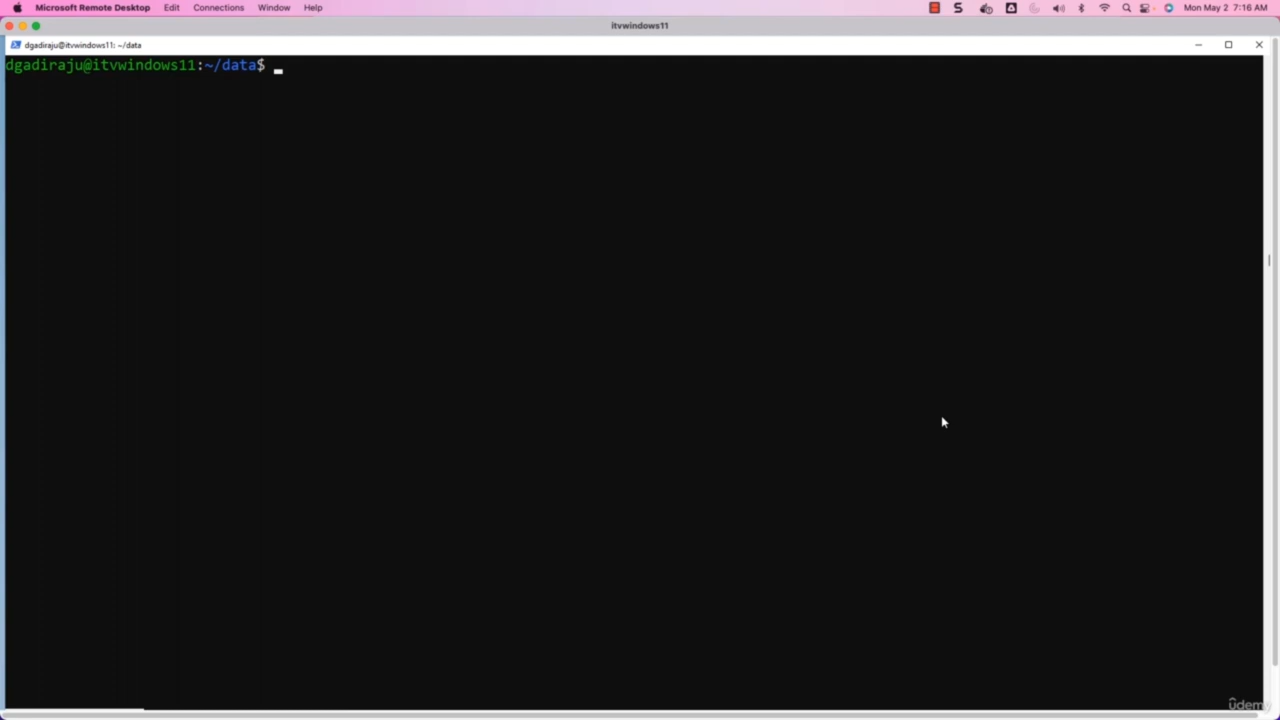 Microsoft Remote Desktop Edit Connections Window Help Mon May 2 7:16 AM
itvwindows11
dgadiraju@itvwindows11: ~/data
dgadiraju@itvwindows11:~/data$
ûdemy